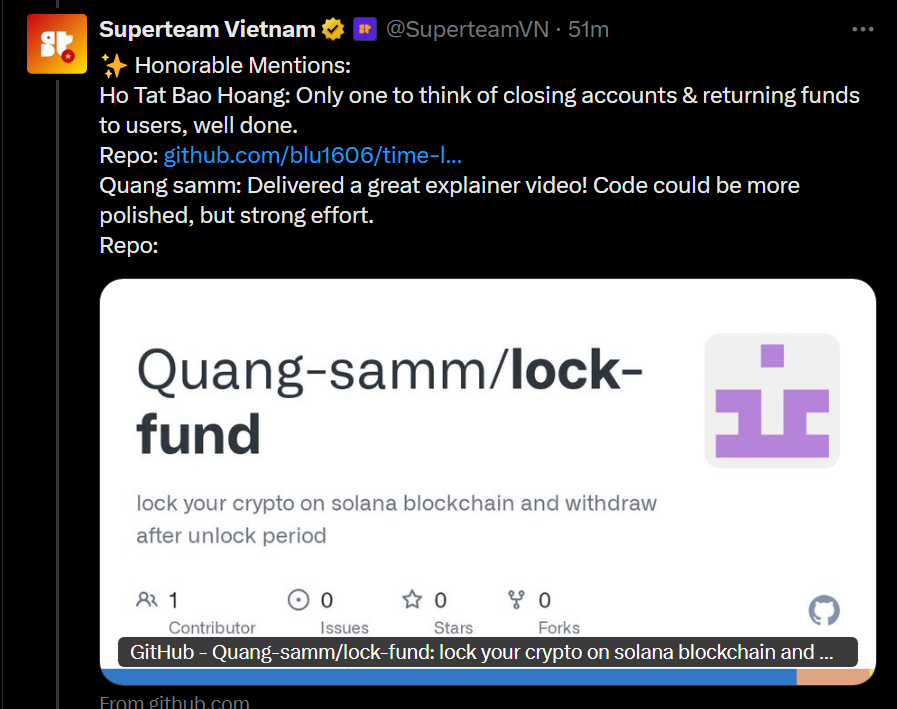 Superteam Vietnam @SuperteamVN · 51m
✨ Honorable Mentions:
Ho Tat Bao Hoang: Only one to think of closing accounts & returning funds
to users, well done.
Repo: github.com/blu1606/time-l...
Quang samm: Delivered a great explainer video! Code could be more
polished, but strong effort.
Repo:
Quang-samm/lock-
fund
lock your crypto on solana blockchain and withdraw
after unlock period
1 0 0 0
Contributor Issues Stars Forks
GitHub - Quang-samm/lock-fund: lock your crypto on solana blockchain and ...
From github.com